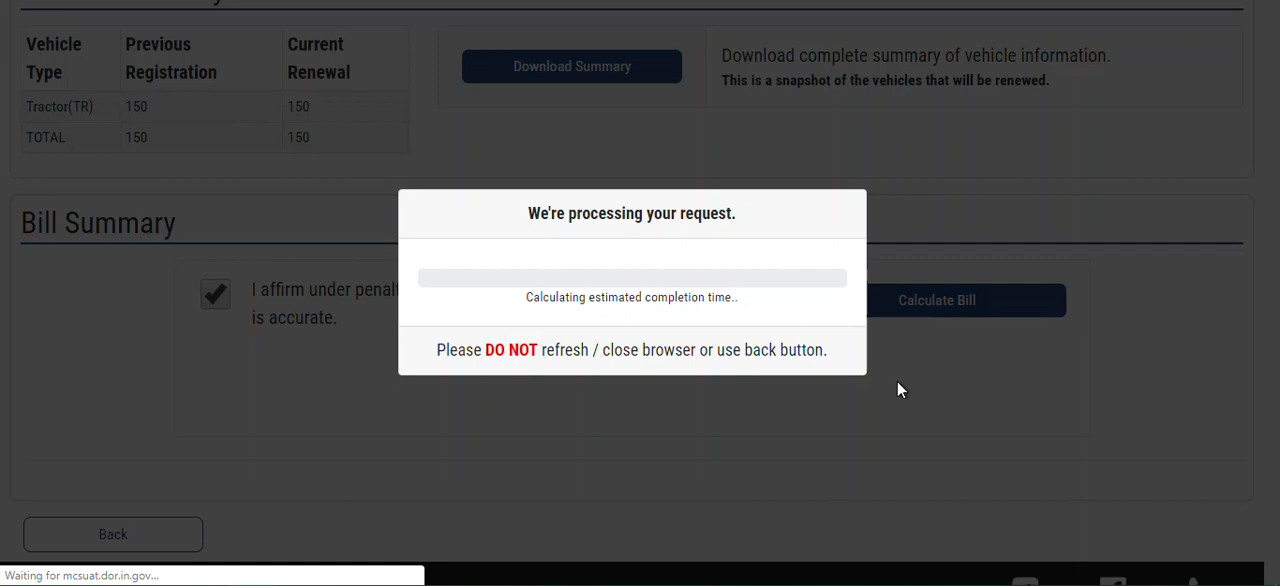 Vehicle Type
Previous Registration
Current Renewal
Tractor(TR) 150 150
TOTAL 150 150
Download Summary
Download complete summary of vehicle information.
This is a snapshot of the vehicles that will be renewed.
We're processing your request.
Calculating estimated completion time..
Please DO NOT refresh / close browser or use back button.
Bill Summary
I affirm under
is accurate.
Calculate Bill
Back
Waiting for mcsuat.dor.in.gov...